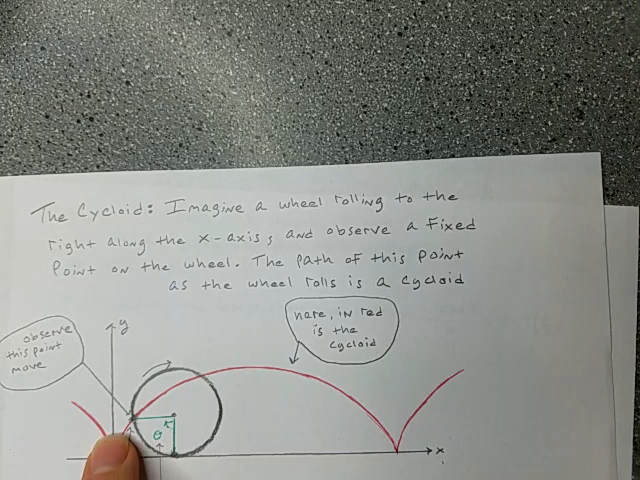 The Cycloid: Imagine a wheel rolling to the
right along the x-axis, and observe a fixed
point on the wheel. The path of this point
as the wheel rolls is a cycloid
observe
this point
move
y
here, in red
is the
cycloid
r
θ
x